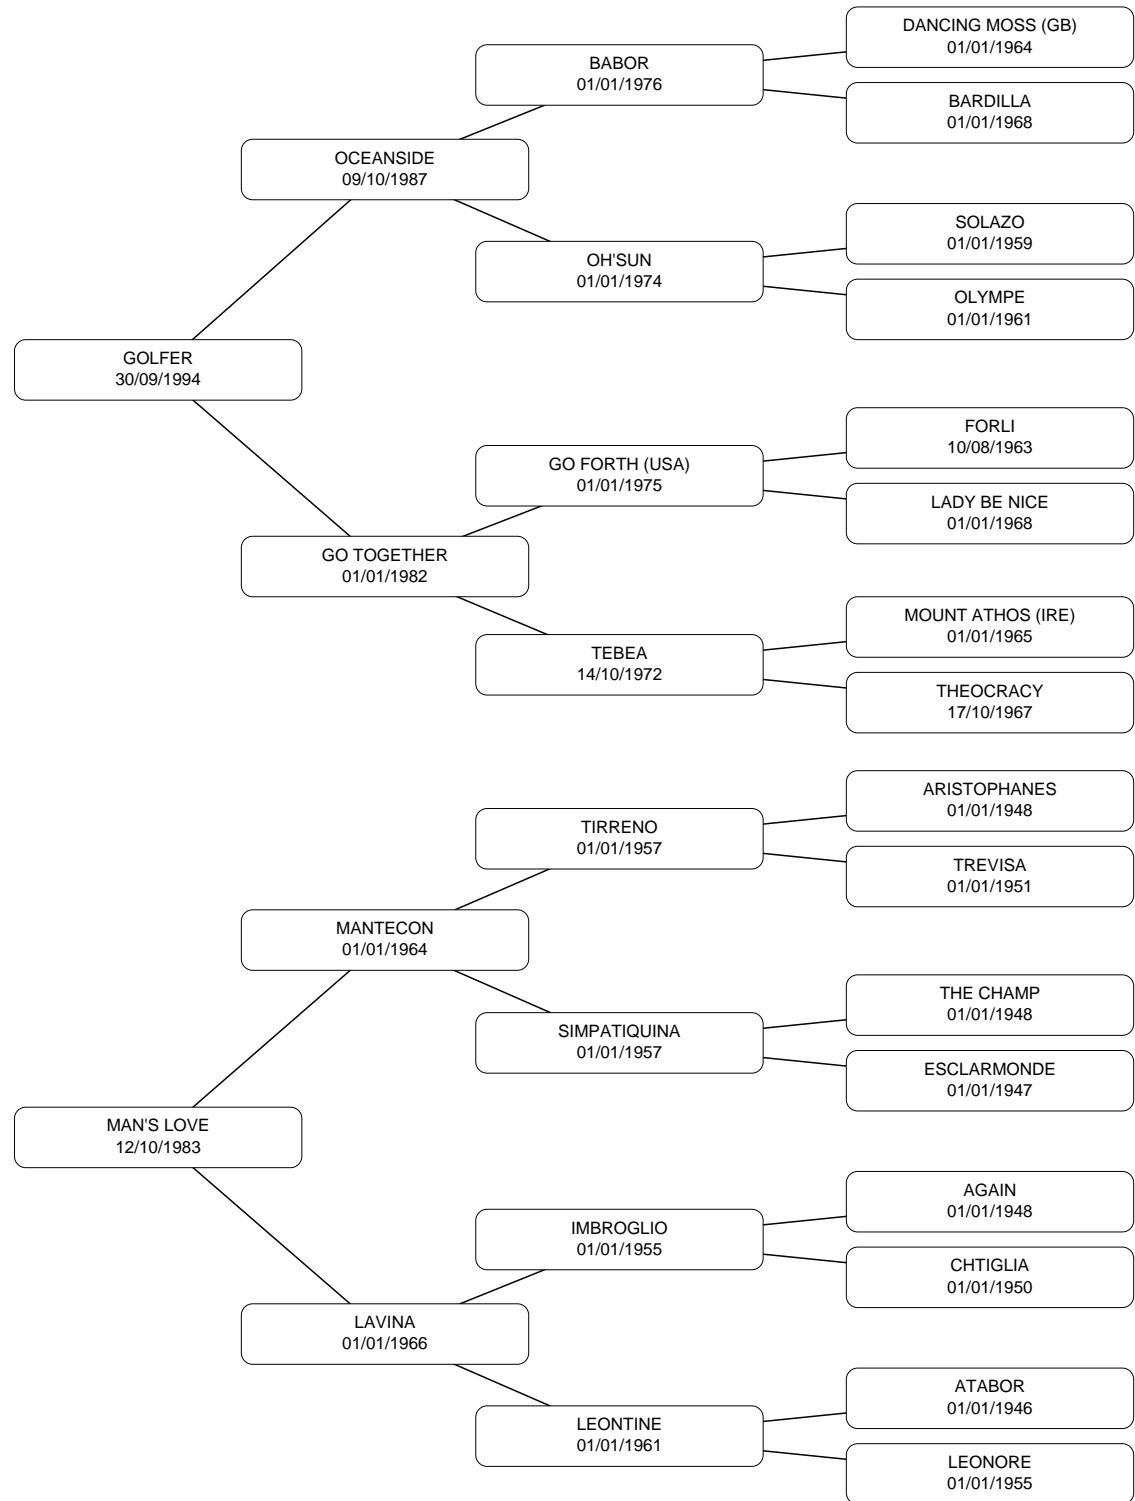 DANCING MOSS (GB)
01/01/1964
BABOR
01/01/1976
BARDILLA
01/01/1968
OCEANSIDE
09/10/1987
SOLAZO
01/01/1959
OH'SUN
01/01/1974
OLYMPE
01/01/1961
GOLFER
30/09/1994
FORLI
10/08/1963
GO FORTH (USA)
01/01/1975
LADY BE NICE
01/01/1968
GO TOGETHER
01/01/1982
MOUNT ATHOS (IRE)
01/01/1965
TEBEA
14/10/1972
THEOCRACY
17/10/1967
ARISTOPHANES
01/01/1948
TIRRENO
01/01/1957
TREVISA
01/01/1951
MANTECON
01/01/1964
THE CHAMP
01/01/1948
SIMPATIQUINA
01/01/1957
ESCLARMONDE
01/01/1947
MAN'S LOVE
12/10/1983
AGAIN
01/01/1948
IMBROGLIO
01/01/1955
CHTIGLIA
01/01/1950
LAVINA
01/01/1966
ATABOR
01/01/1946
LEONTINE
01/01/1961
LEONORE
01/01/1955